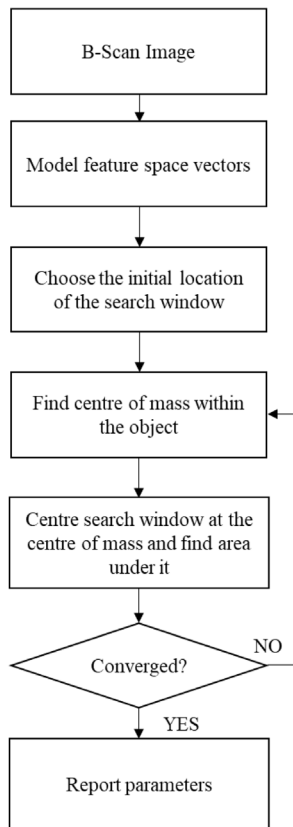 B-Scan Image
Model feature space vectors
Choose the initial location
of the search window
Find centre of mass within
the object
Centre search window at the
centre of mass and find area
under it
Converged?
NO
YES
Report parameters